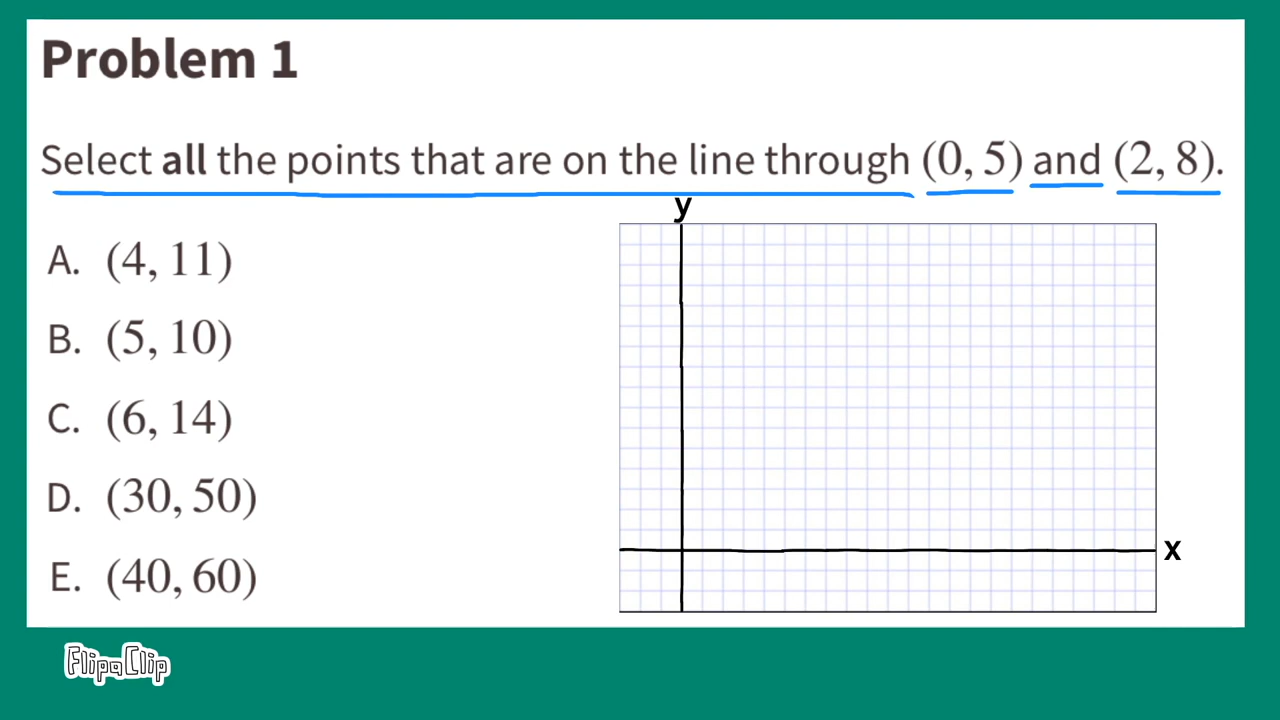 Problem 1
Select all the points that are on the line through (0, 5) and (2, 8).
A. (4, 11)
B. (5, 10)
C. (6, 14)
D. (30, 50)
E. (40, 60)
y
x
FlipaClip